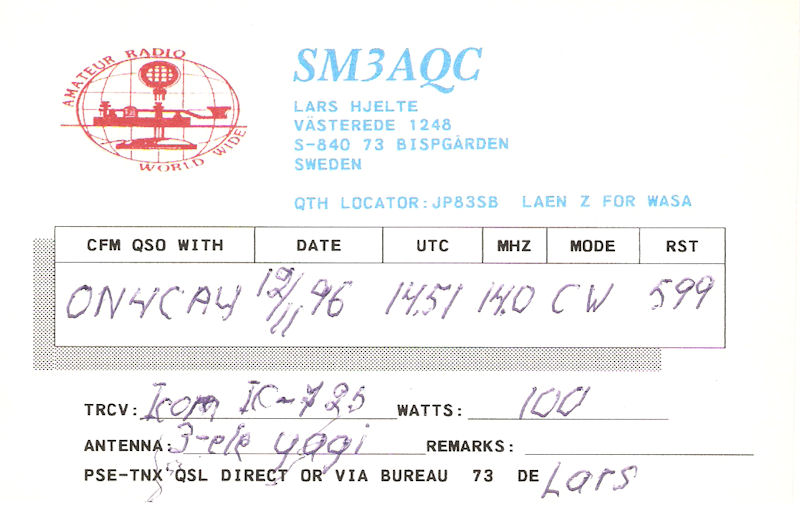 AMATEUR RADIO
WORLD WIDE
SM3AQC
LARS HJELTE
VÄSTEREDE 1248
S-840 73 BISPGÅRDEN
SWEDEN
QTH LOCATOR:JP83SB LAEN Z FOR WASA
CFM QSO WITH DATE UTC MHZ MODE RST
ON4CAY 19/11 96 14.51 14.0 CW 599
TRCV: Icom IC-725 WATTS: 100
ANTENNA: 3-ele yagi REMARKS:
PSE-TNX QSL DIRECT OR VIA BUREAU 73 DE Lars